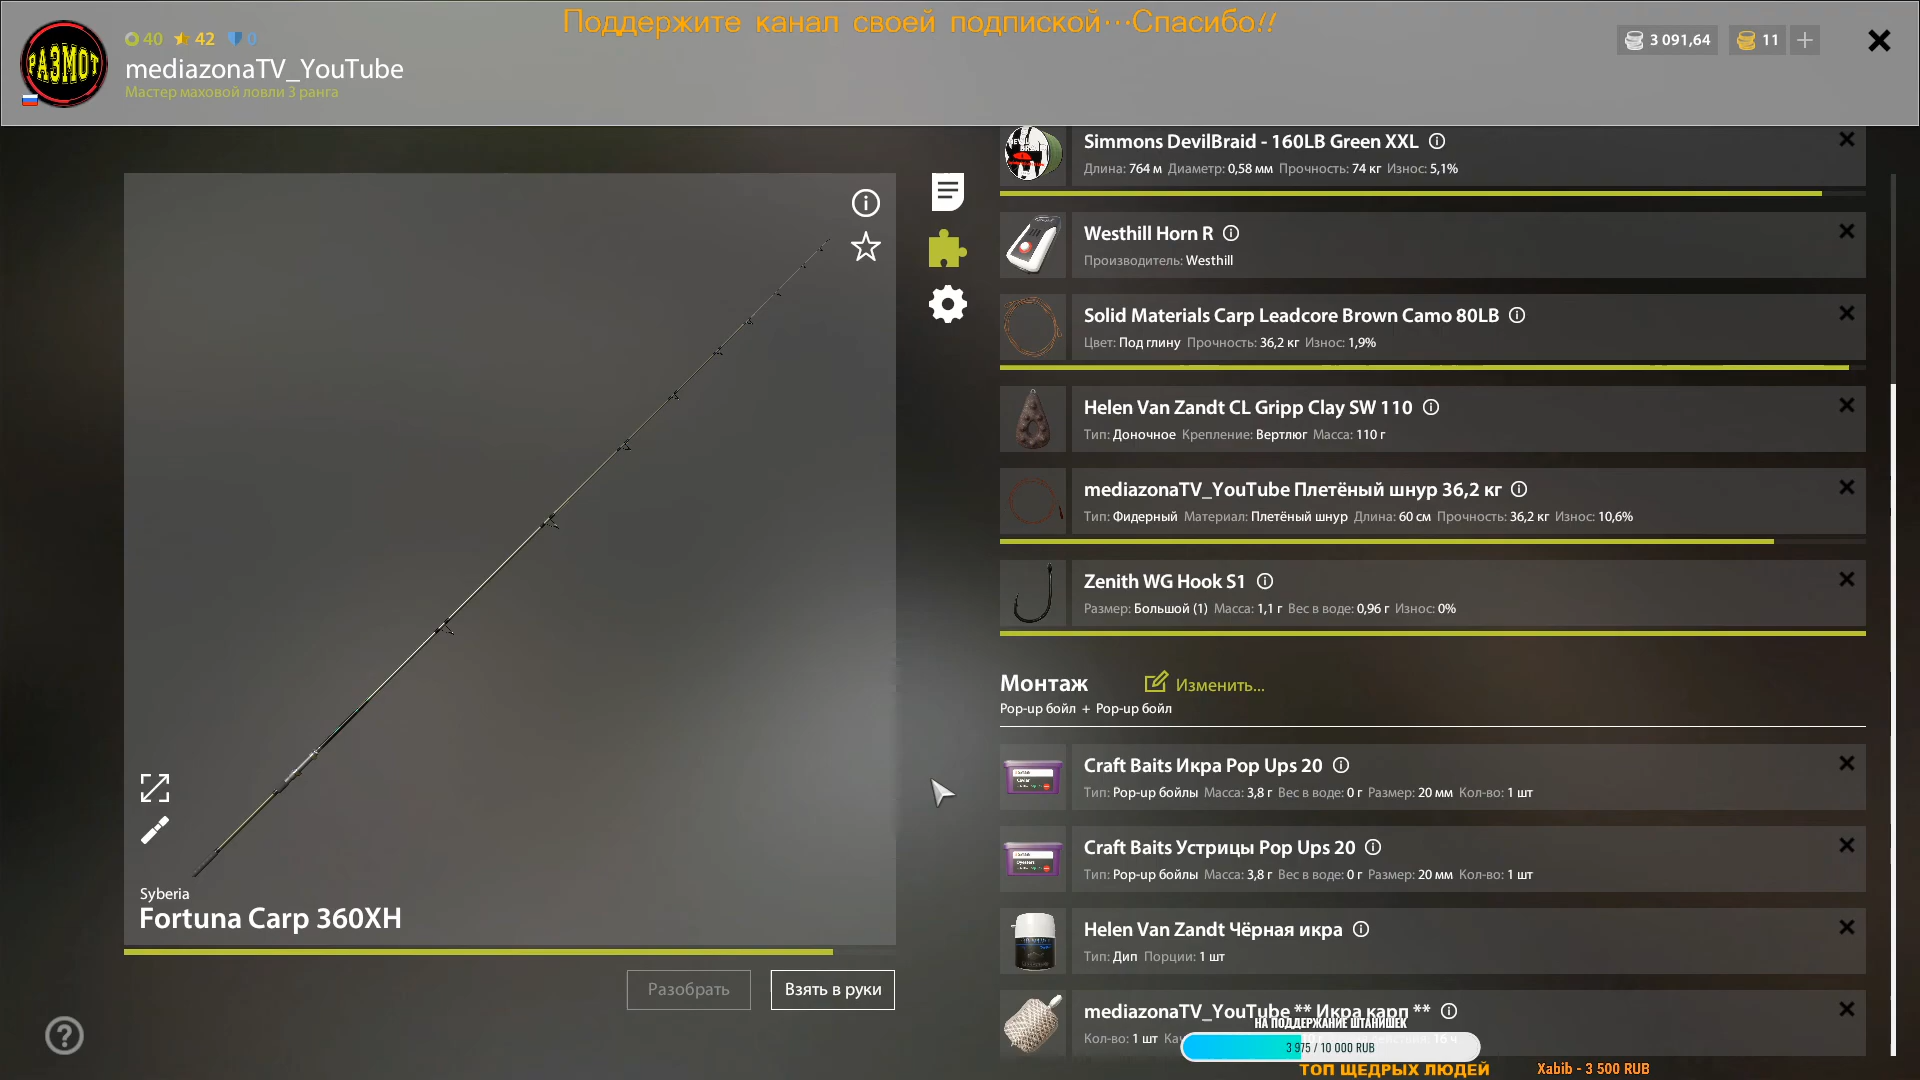 Поддержите канал своей подпиской...Спасибо!!
РАЗМОТ
40 42 0
mediazonaTV_YouTube
Мастер маховой ловли 3 ранга
3 091,64
11
Simmons DevilBraid - 160LB Green XXL
Длина: 764 м Диаметр: 0,58 мм Прочность: 74 кг Износ: 5,1%
Westhill Horn R
Производитель: Westhill
Solid Materials Carp Leadcore Brown Camo 80LB
Цвет: Под глину Прочность: 36,2 кг Износ: 1,9%
Helen Van Zandt CL Gripp Clay SW 110
Тип: Доночное Крепление: Вертлюг Масса: 110 г
mediazonaTV_YouTube Плетёный шнур 36,2 кг
Тип: Фидерный Материал: Плетёный шнур Длина: 60 см Прочность: 36,2 кг Износ: 10,6%
Zenith WG Hook S1
Размер: Большой (1) Масса: 1,1 г Вес в воде: 0,96 г Износ: 0%
Монтаж
Изменить...
Pop-up бойл + Pop-up бойл
Craft Baits Икра Pop Ups 20
Тип: Pop-up бойлы Масса: 3,8 г Вес в воде: 0 г Размер: 20 мм Кол-во: 1 шт
Craft Baits Устрицы Pop Ups 20
Тип: Pop-up бойлы Масса: 3,8 г Вес в воде: 0 г Размер: 20 мм Кол-во: 1 шт
Helen Van Zandt Чёрная икра
Тип: Дип Порции: 1 шт
mediazonaTV_YouTube ** Икра карп **
Кол-во: 1 шт
Syberia
Fortuna Carp 360XH
Разобрать
Взять в руки
НА ПОДДЕРЖАНИЕ ШТАНИШЕК
3 975 / 10 000 RUB
ТОП ЩЕДРЫХ ЛЮДЕЙ
Xabib - 3 500 RUB